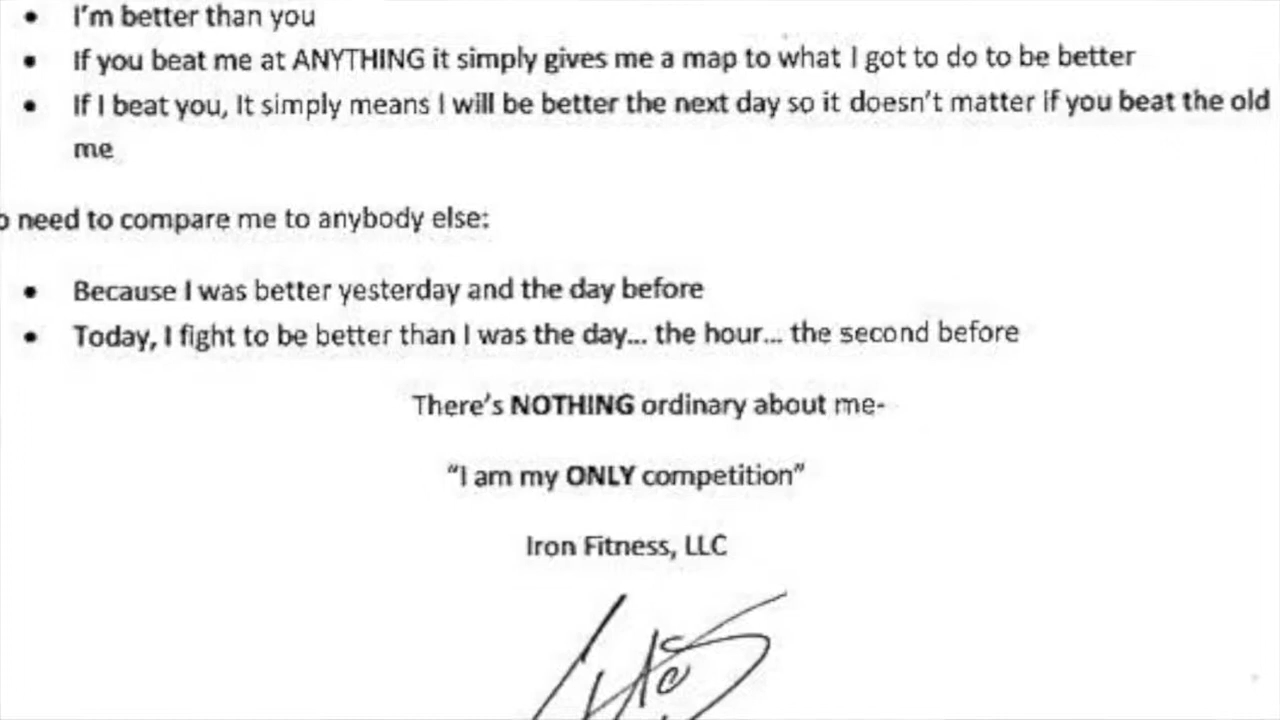 • I'm better than you
• If you beat me at ANYTHING it simply gives me a map to what I got to do to be better
• If I beat you, It simply means I will be better the next day so it doesn't matter if you beat the old
me
o need to compare me to anybody else:
• Because I was better yesterday and the day before
• Today, I fight to be better than I was the day... the hour... the second before
There's NOTHING ordinary about me-
"I am my ONLY competition"
Iron Fitness, LLC